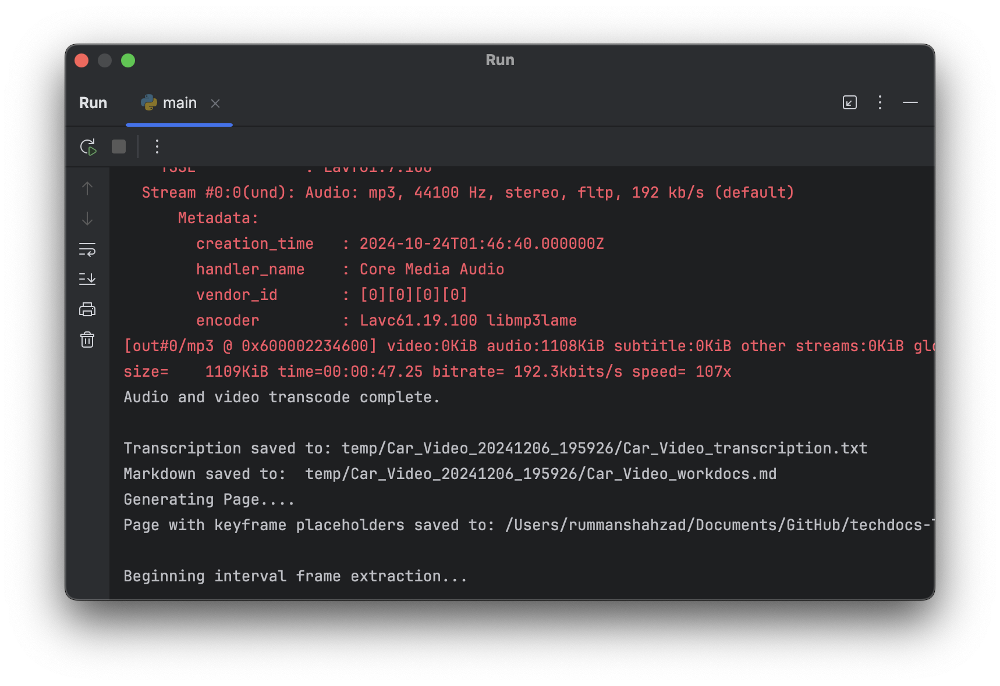 Run
Run main
TSSE : Lavf61.7.100
Stream #0:0(und): Audio: mp3, 44100 Hz, stereo, fltp, 192 kb/s (default)
Metadata:
creation_time : 2024-10-24T01:46:40.000000Z
handler_name : Core Media Audio
vendor_id : [0][0][0][0]
encoder : Lavc61.19.100 libmp3lame
[out#0/mp3 @ 0x600002234600] video:0KiB audio:1108KiB subtitle:0KiB other streams:0KiB
size= 1109KiB time=00:00:47.25 bitrate= 192.3kbits/s speed= 107x
Audio and video transcode complete.
Transcription saved to: temp/Car_Video_20241206_195926/Car_Video_transcription.txt
Markdown saved to: temp/Car_Video_20241206_195926/Car_Video_workdocs.md
Generating Page....
Page with keyframe placeholders saved to: /Users/rummanshahzad/Documents/GitHub/techdocs-
Beginning interval frame extraction...